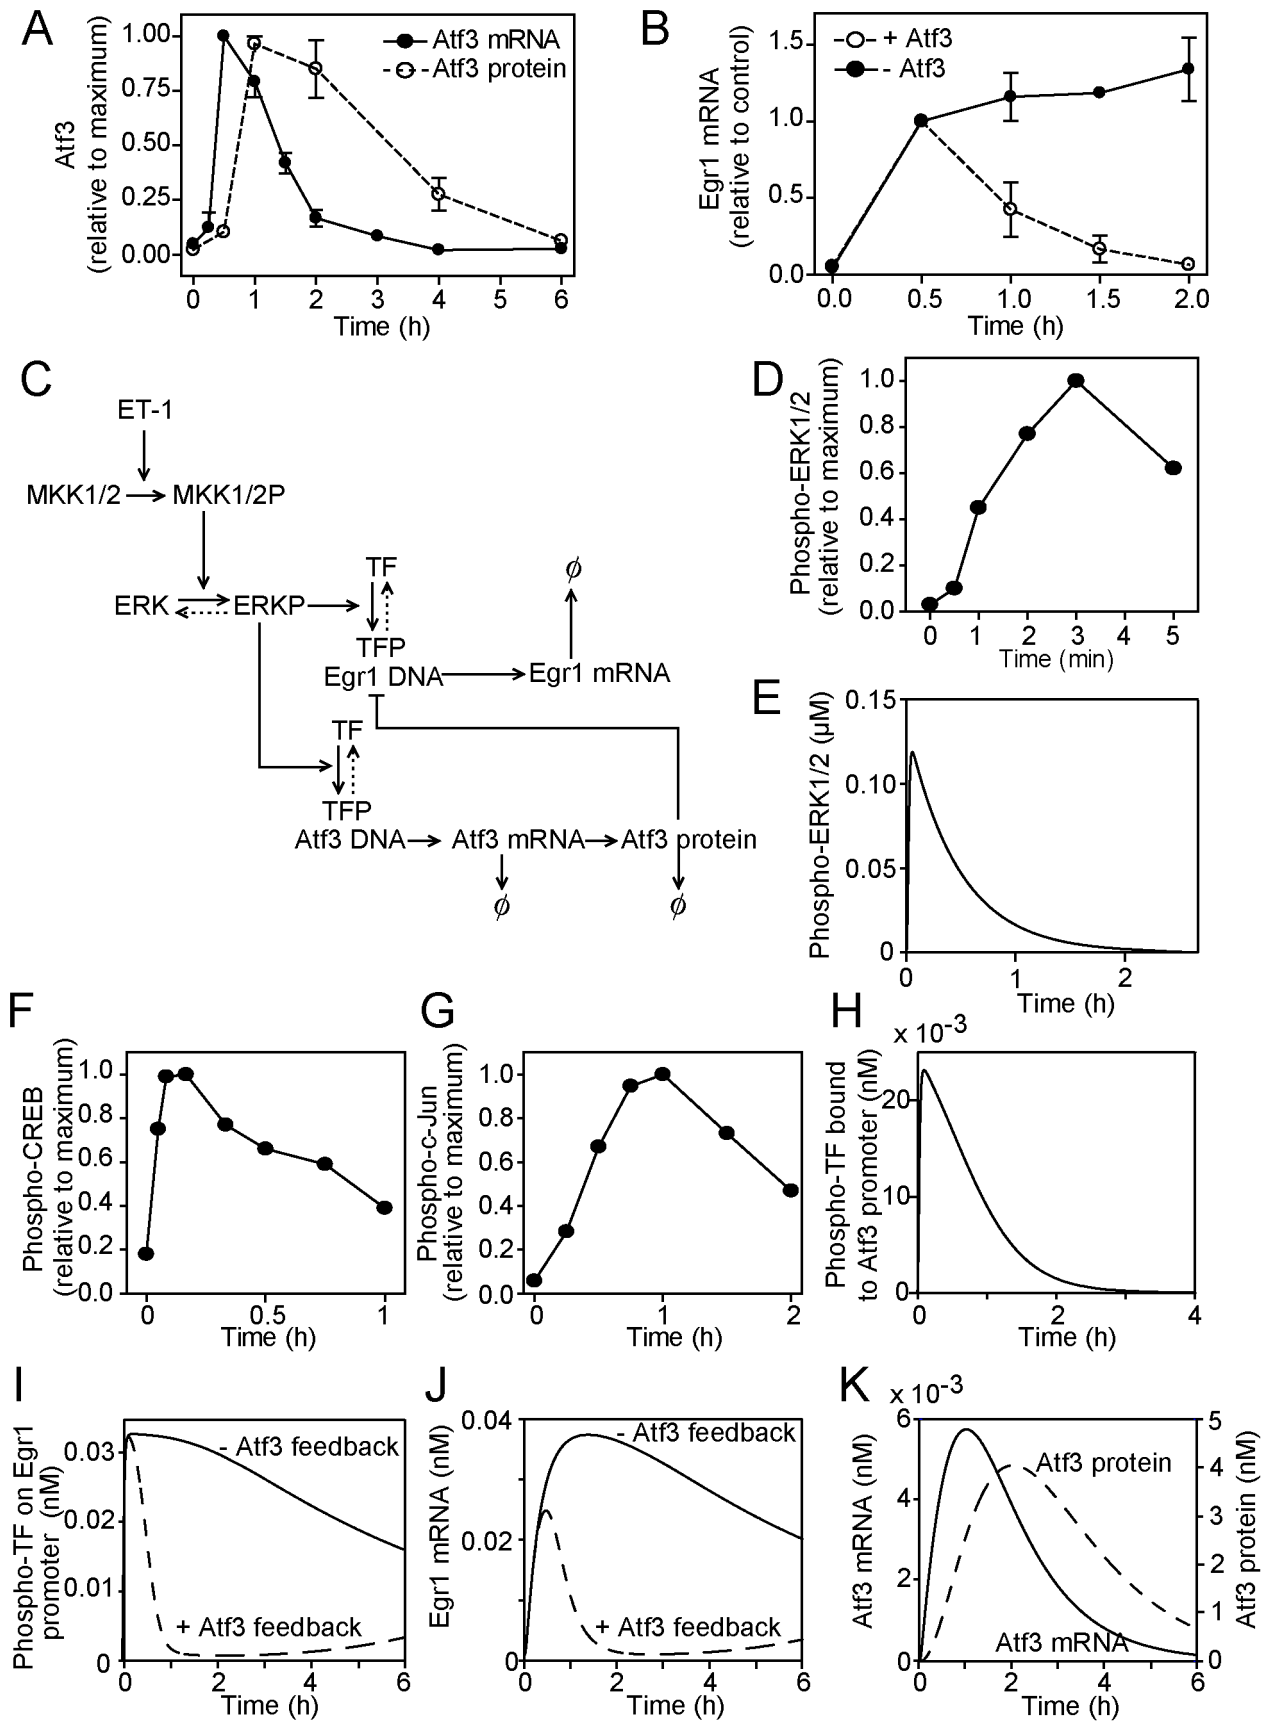 A
Atf3
(relative to maximum)
1.00
0.75
0.50
0.25
0.00
Atf3 mRNA
Atf3 protein
0 1 2 3 4 5 6
Time (h)
B
Egr1 mRNA
(relative to control)
1.5
1.0
0.5
0.0
+ Atf3
- Atf3
0.0 0.5 1.0 1.5 2.0
Time (h)
C
ET-1
MKK1/2 MKK1/2P
TF ϕ
ERK ERKP
TFP
Egr1 DNA Egr1 mRNA
TF
TFP
Atf3 DNA Atf3 mRNA Atf3 protein
ϕ ϕ
D
Phospho-ERK1/2
(relative to maximum)
1.0
0.8
0.6
0.4
0.2
0.0
0 1 2 3 4 5
Time (min)
E
Phospho-ERK1/2 (µM)
0.15
0.10
0.05
0
0 1 2
Time (h)
F
Phospho-CREB
(relative to maximum)
1.0
0.8
0.6
0.4
0.2
0.0
0 0.5 1
Time (h)
G
Phospho-c-Jun
(relative to maximum)
1.0
0.8
0.6
0.4
0.2
0.0
0 1 2
Time (h)
H
x 10-3
Phospho-TF bound
to Atf3 promoter (nM)
20
10
0
0 2 4
Time (h)
I
Phospho-TF on Egr1
promoter (nM)
0.03
0.02
0.01
0
- Atf3 feedback
+ Atf3 feedback
0 2 4 6
Time (h)
J
Egr1 mRNA (nM)
0.04
0.02
0
- Atf3 feedback
+ Atf3 feedback
0 2 4 6
Time (h)
K
x 10-3
Atf3 mRNA (nM)
6
4
2
0
Atf3 protein
Atf3 mRNA
5
4
3
2
1
0
Atf3 protein (nM)
0 2 4 6
Time (h)